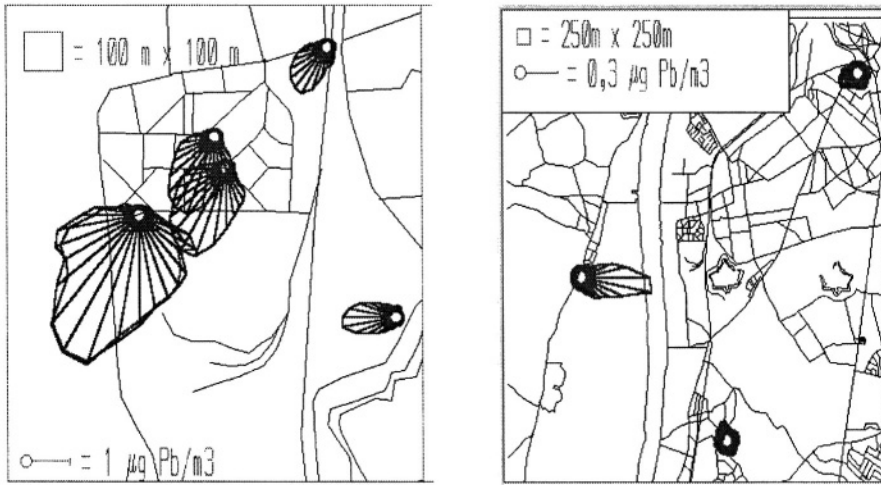 = 100 m x 100 m
= 1 µg Pb/m3
= 250m x 250m
= 0,3 µg Pb/m3